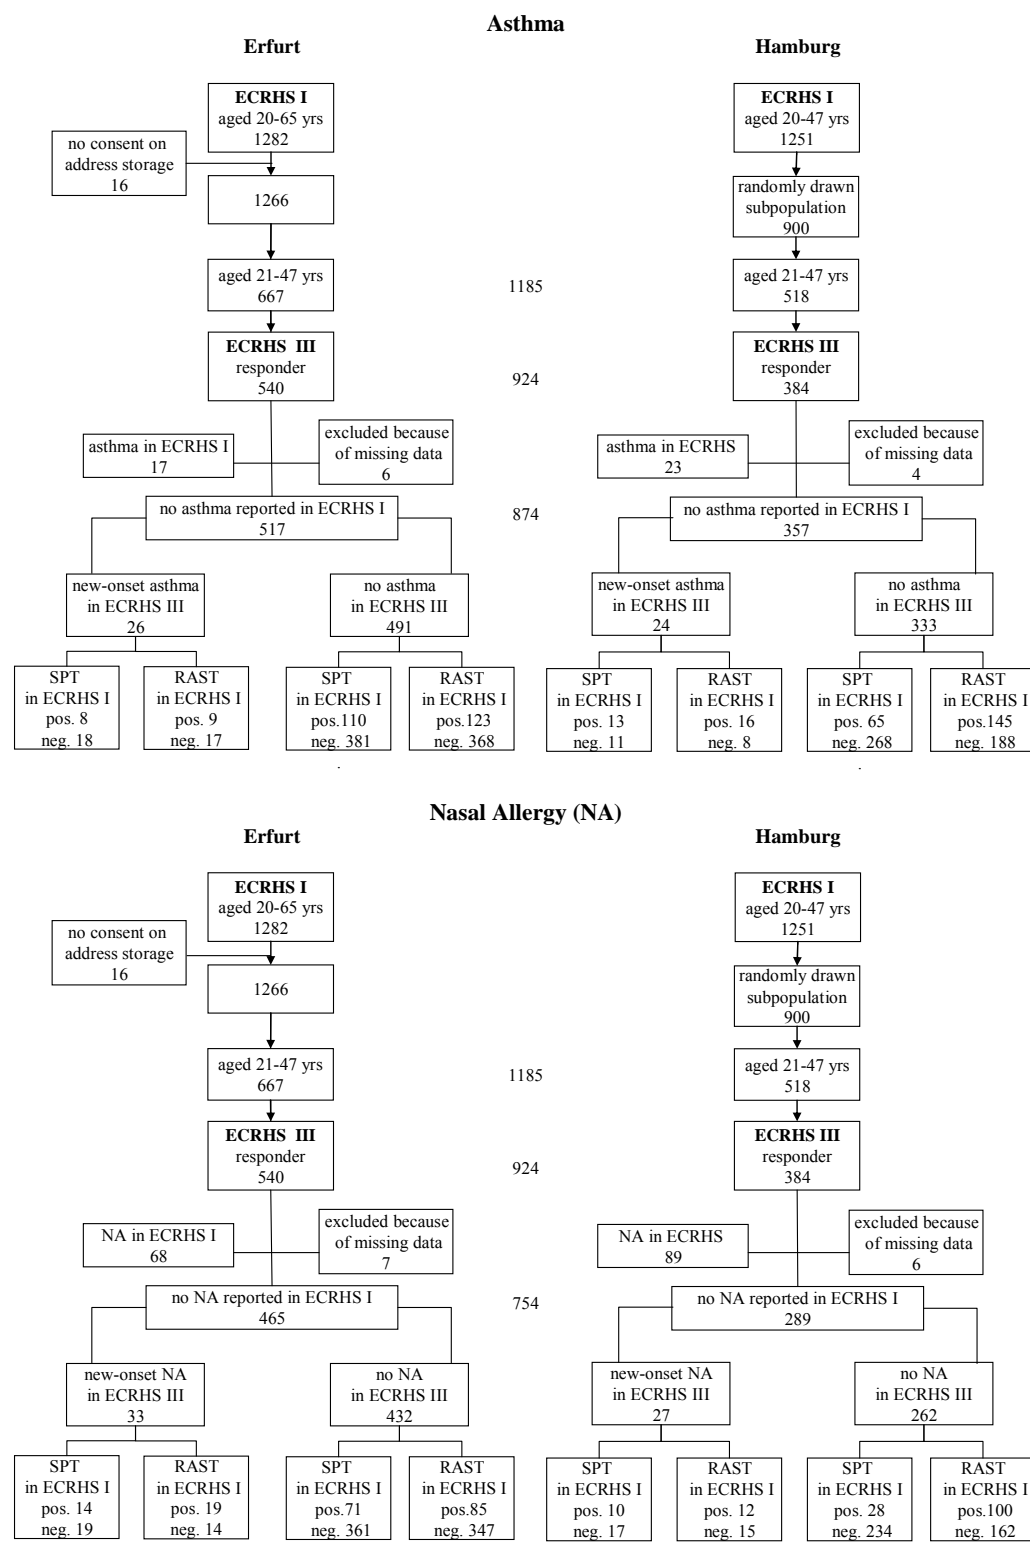 Asthma
Erfurt
Hamburg
ECRHS I
aged 20-65 yrs
1282
no consent on
address storage
16
1266
aged 21-47 yrs
667
ECRHS III
responder
540
asthma in ECRHS I
17
excluded because
of missing data
6
no asthma reported in ECRHS I
517
new-onset asthma
in ECRHS III
26
no asthma
in ECRHS III
491
SPT
in ECRHS I
pos. 8
neg. 18
RAST
in ECRHS I
pos. 9
neg. 17
SPT
in ECRHS I
pos.110
neg. 381
RAST
in ECRHS I
pos.123
neg. 368
1185
924
874
ECRHS I
aged 20-47 yrs
1251
randomly drawn
subpopulation
900
aged 21-47 yrs
518
ECRHS III
responder
384
asthma in ECRHS
23
excluded because
of missing data
4
no asthma reported in ECRHS I
357
new-onset asthma
in ECRHS III
24
no asthma
in ECRHS III
333
SPT
in ECRHS I
pos. 13
neg. 11
RAST
in ECRHS I
pos. 16
neg. 8
SPT
in ECRHS I
pos. 65
neg. 268
RAST
in ECRHS I
pos.145
neg. 188
Nasal Allergy (NA)
Erfurt
Hamburg
ECRHS I
aged 20-65 yrs
1282
no consent on
address storage
16
1266
aged 21-47 yrs
667
ECRHS III
responder
540
NA in ECRHS I
68
excluded because
of missing data
7
no NA reported in ECRHS I
465
new-onset NA
in ECRHS III
33
no NA
in ECRHS III
432
SPT
in ECRHS I
pos. 14
neg. 19
RAST
in ECRHS I
pos. 19
neg. 14
SPT
in ECRHS I
pos.71
neg. 361
RAST
in ECRHS I
pos.85
neg. 347
1185
924
754
ECRHS I
aged 20-47 yrs
1251
randomly drawn
subpopulation
900
aged 21-47 yrs
518
ECRHS III
responder
384
NA in ECRHS
89
excluded because
of missing data
6
no NA reported in ECRHS I
289
new-onset NA
in ECRHS III
27
no NA
in ECRHS III
262
SPT
in ECRHS I
pos. 10
neg. 17
RAST
in ECRHS I
pos. 12
neg. 15
SPT
in ECRHS I
pos. 28
neg. 234
RAST
in ECRHS I
pos.100
neg. 162